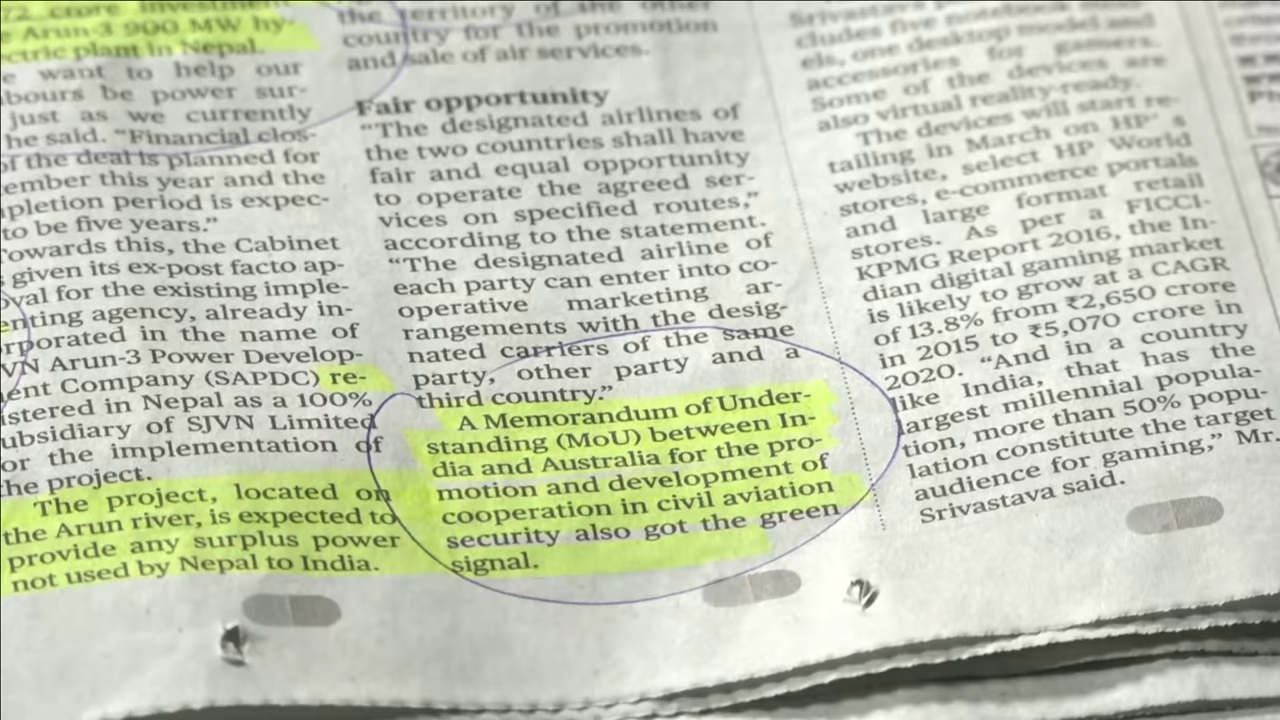 72 crore investment
Arun-3 900 MW hy-
ctric plant in Nepal.
e want to help our
bours be power sur-
just as we currently
he said. "Financial clos-
of the deal is planned for
ember this year and the
pletion period is expec-
to be five years."
Towards this, the Cabinet
given its ex-post facto ap-
oval for the existing imple-
enting agency, already in-
rporated in the name of
VN Arun-3 Power Develop-
ent Company (SAPDC) re-
istered in Nepal as a 100%
ubsidiary of SJVN Limited
or the implementation of
he project.
The project, located on
the Arun river, is expected to
provide any surplus power
not used by Nepal to India.
the territory of the other
country for the promotion
and sale of air services.
Fair opportunity
"The designated airlines of
the two countries shall have
fair and equal opportunity
to operate the agreed ser-
vices on specified routes,"
according to the statement.
"The designated airline of
each party can enter into co-
operative marketing ar-
rangements with the desig-
nated carriers of the same
party, other party and a
third country."
A Memorandum of Under-
standing (MoU) between In-
dia and Australia for the pro-
motion and development of
cooperation in civil aviation
security also got the green
signal.
Srivastava
cludes five notebook mod-
els, one desktop model and
accessories for gamers.
Some of the devices are
also virtual reality-ready.
The devices will start re-
tailing in March on HP' s
website, select HP World
stores, e-commerce portals
and large format retail
stores. As per a FICCI-
KPMG Report 2016, the In-
dian digital gaming market
is likely to grow at a CAGR
of 13.8% from ₹2,650 crore
in 2015 to ₹5,070 crore in
2020. "And in a country
like India, that has the
largest millennial popula-
tion, more than 50% popu-
lation constitute the target
audience for gaming," Mr.
Srivastava said.